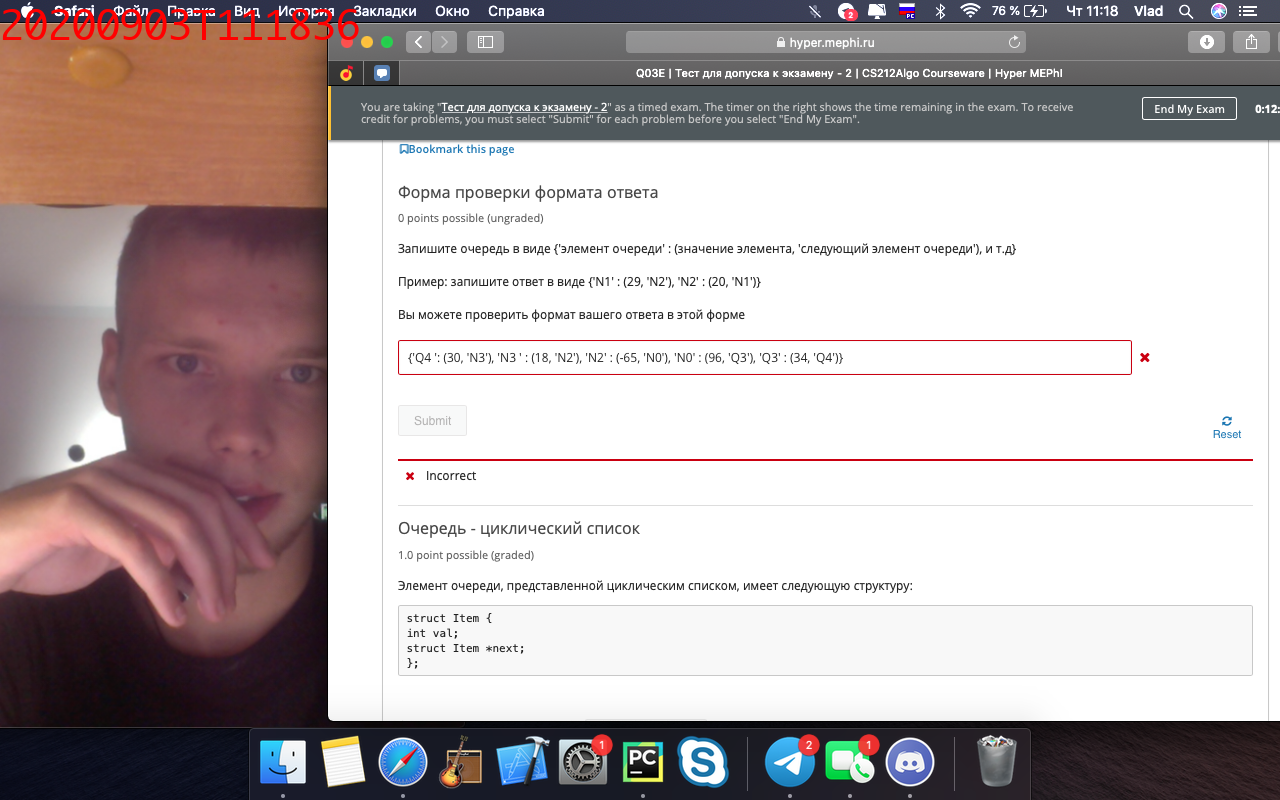 Safari Файл Правка Вид История Закладки Окно Справка
2 РС 76 % Чт 11:18 Vlad
20200903T111836
hyper.mephi.ru
Q03E | Тест для допуска к экзамену - 2 | CS212Algo Courseware | Hyper MEPhI
You are taking "Тест для допуска к экзамену - 2" as a timed exam. The timer on the right shows the time remaining in the exam. To receive
credit for problems, you must select "Submit" for each problem before you select "End My Exam".
End My Exam
0:12:
Bookmark this page
Форма проверки формата ответа
0 points possible (ungraded)
Запишите очередь в виде {'элемент очереди' : (значение элемента, 'следующий элемент очереди'), и т.д}
Пример: запишите ответ в виде {'N1' : (29, 'N2'), 'N2' : (20, 'N1')}
Вы можете проверить формат вашего ответа в этой форме
{'Q4 ': (30, 'N3'), 'N3 ' : (18, 'N2'), 'N2' : (-65, 'N0'), 'N0' : (96, 'Q3'), 'Q3' : (34, 'Q4')}
Submit
Reset
Incorrect
Очередь - циклический список
1.0 point possible (graded)
Элемент очереди, представленной циклическим списком, имеет следующую структуру:
struct Item {
int val;
struct Item *next;
};
1
PC
2
1